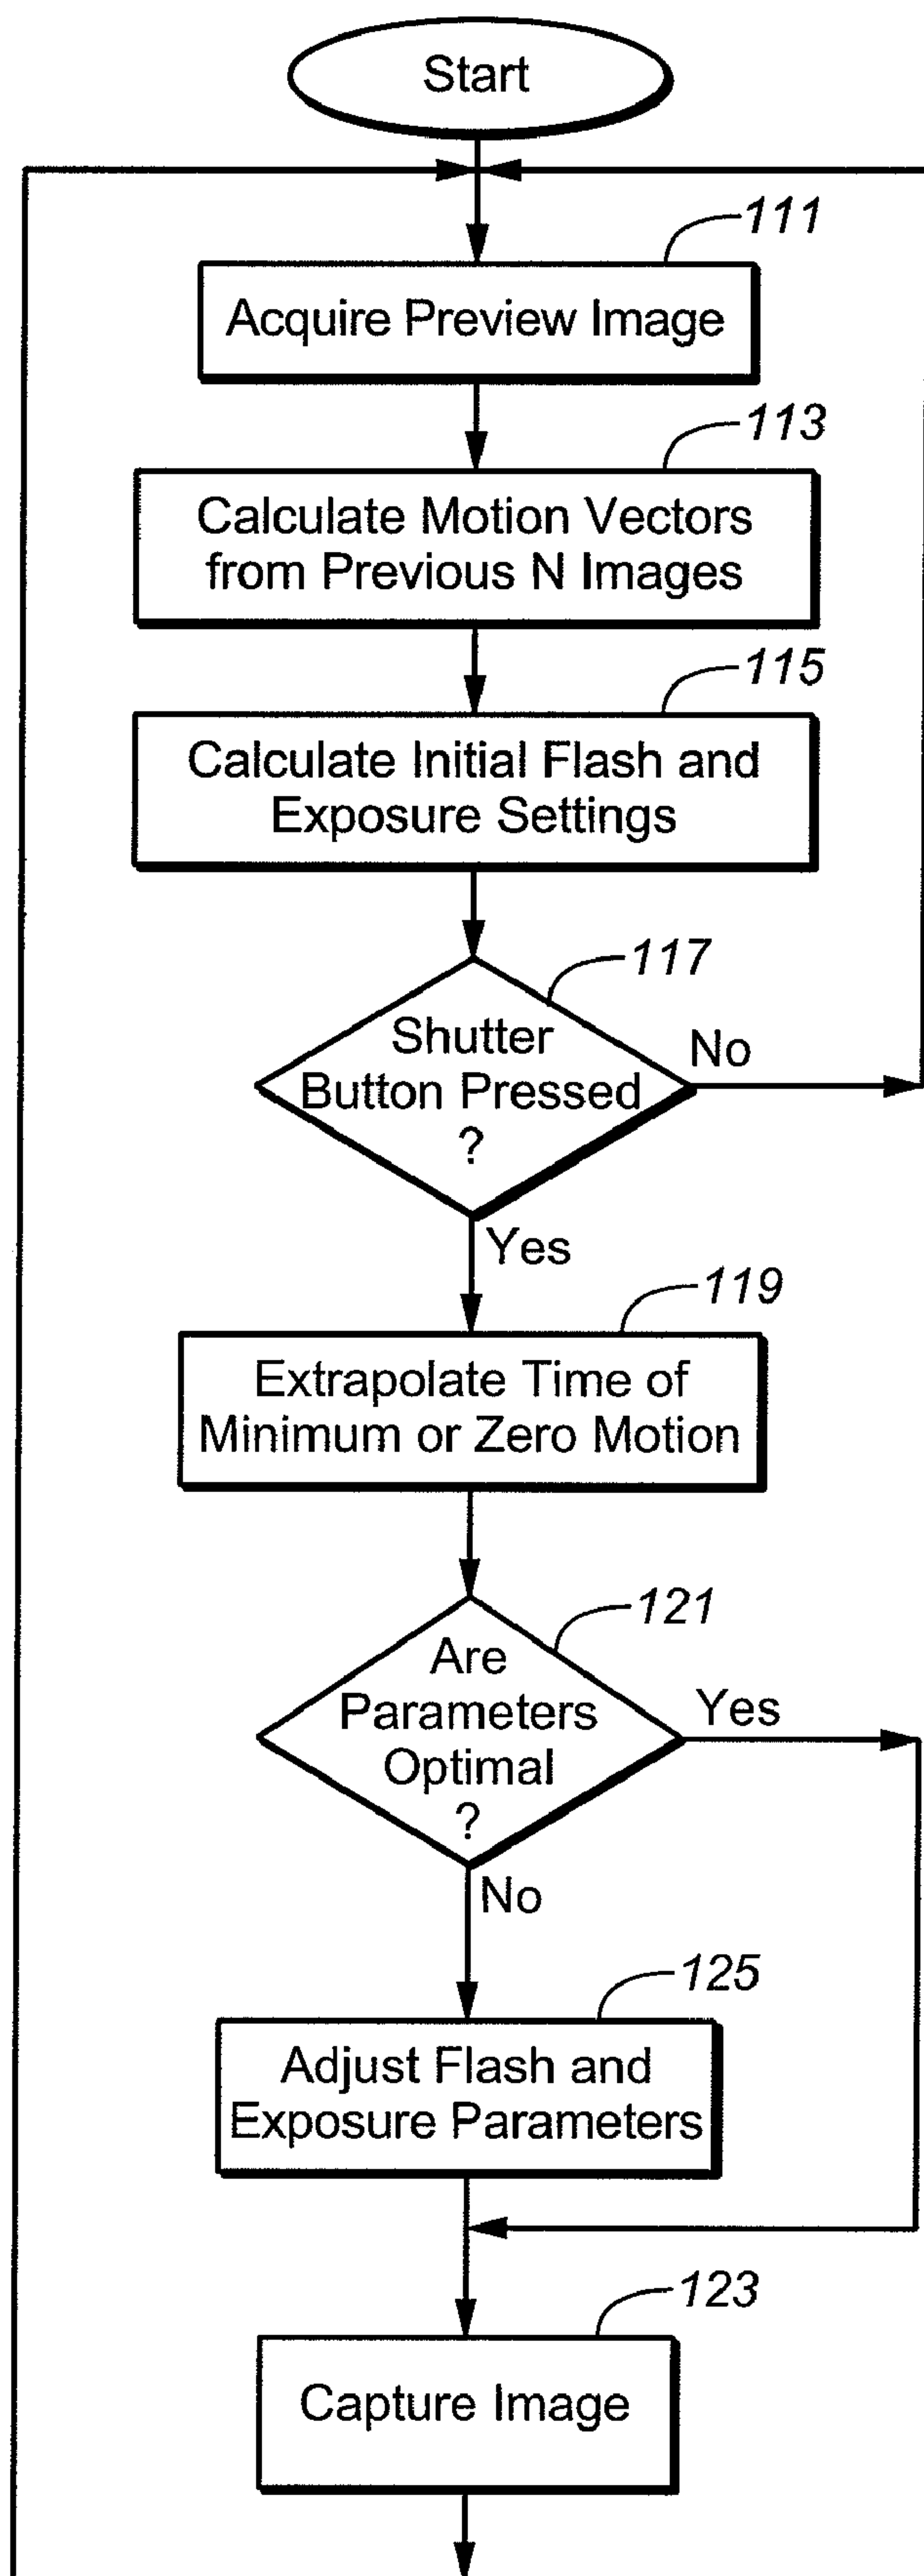 Start
111
Acquire Preview Image
113
Calculate Motion Vectors
from Previous N Images
115
Calculate Initial Flash and
Exposure Settings
117
Shutter
Button Pressed
?
No
Yes
119
Extrapolate Time of
Minimum or Zero Motion
121
Are
Parameters
Optimal
?
Yes
No
125
Adjust Flash and
Exposure Parameters
123
Capture Image